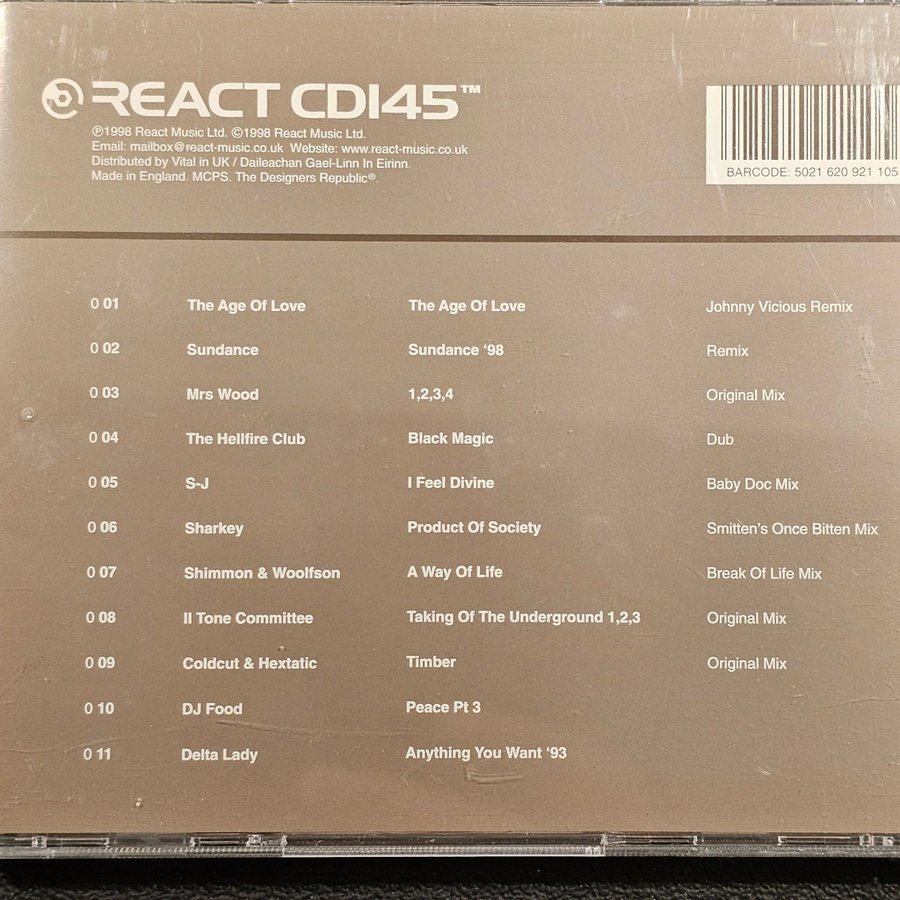 REACT CD145™
℗1998 React Music Ltd. ©1998 React Music Ltd.
Email: mailbox@react-music.co.uk Website: www.react-music.co.uk
Distributed by Vital in UK / Daileachan Gael-Linn In Eirinn.
Made in England. MCPS. The Designers Republic®.
BARCODE: 5021 620 921 105
0 01 The Age Of Love The Age Of Love Johnny Vicious Remix
0 02 Sundance Sundance ‘98 Remix
0 03 Mrs Wood 1,2,3,4 Original Mix
0 04 The Hellfire Club Black Magic Dub
0 05 S-J I Feel Divine Baby Doc Mix
0 06 Sharkey Product Of Society Smitten’s Once Bitten Mix
0 07 Shimmon & Woolfson A Way Of Life Break Of Life Mix
0 08 II Tone Committee Taking Of The Underground 1,2,3 Original Mix
0 09 Coldcut & Hextatic Timber Original Mix
0 10 DJ Food Peace Pt 3
0 11 Delta Lady Anything You Want ‘93